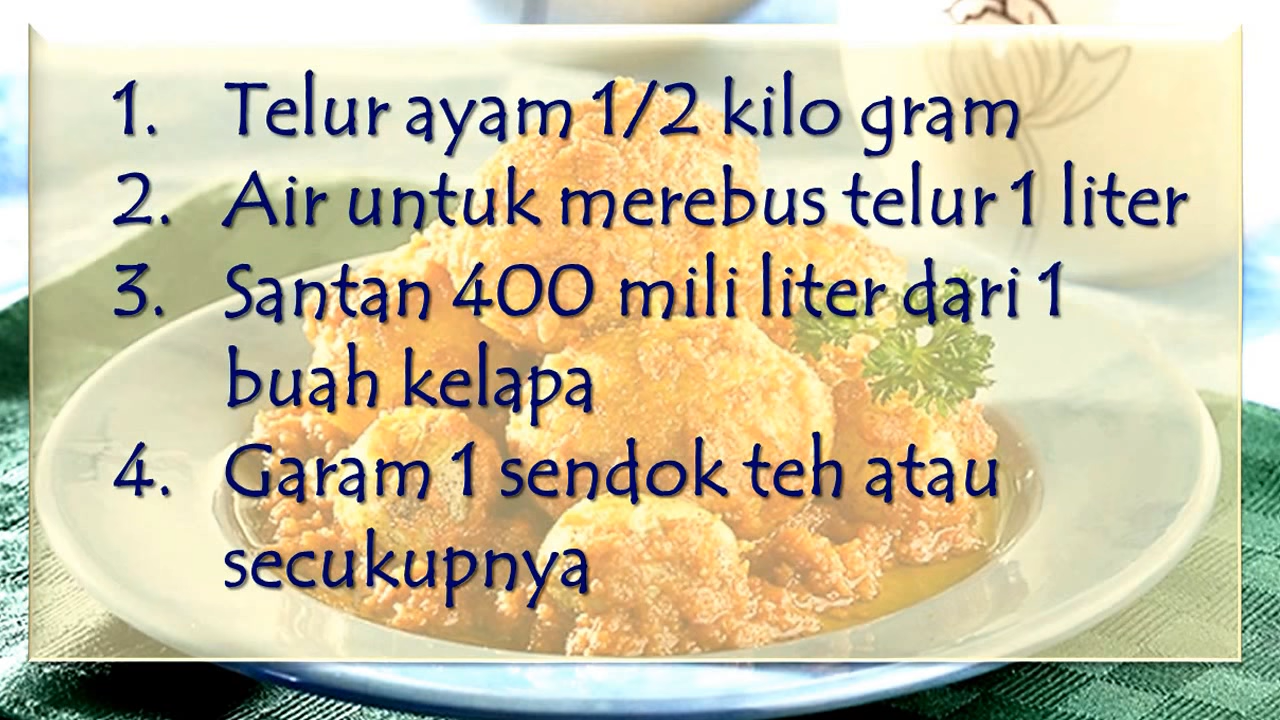 1. Telur ayam 1/2 kilo gram
2. Air untuk merebus telur 1 liter
3. Santan 400 mili liter dari 1
buah kelapa
4. Garam 1 sendok teh atau
secukupnya